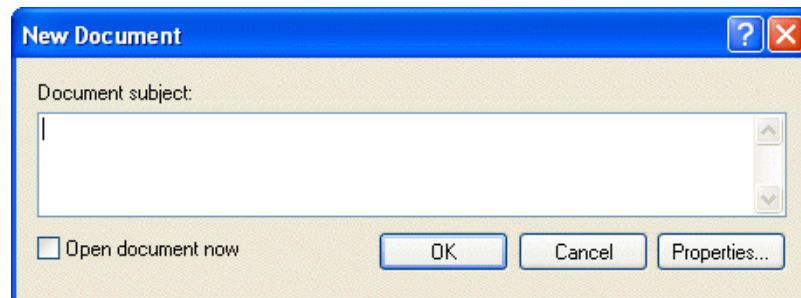 New Document
Document subject:
Open document now
OK
Cancel
Properties...